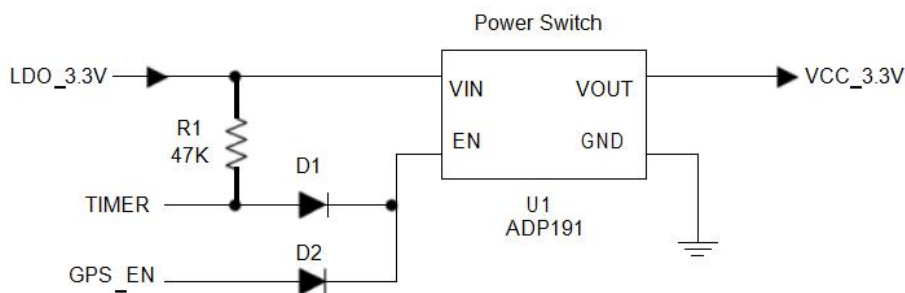 Power Switch
LDO_3.3V
VCC_3.3V
VIN
VOUT
R1
47K
EN
GND
D1
TIMER
U1
ADP191
D2
GPS_EN